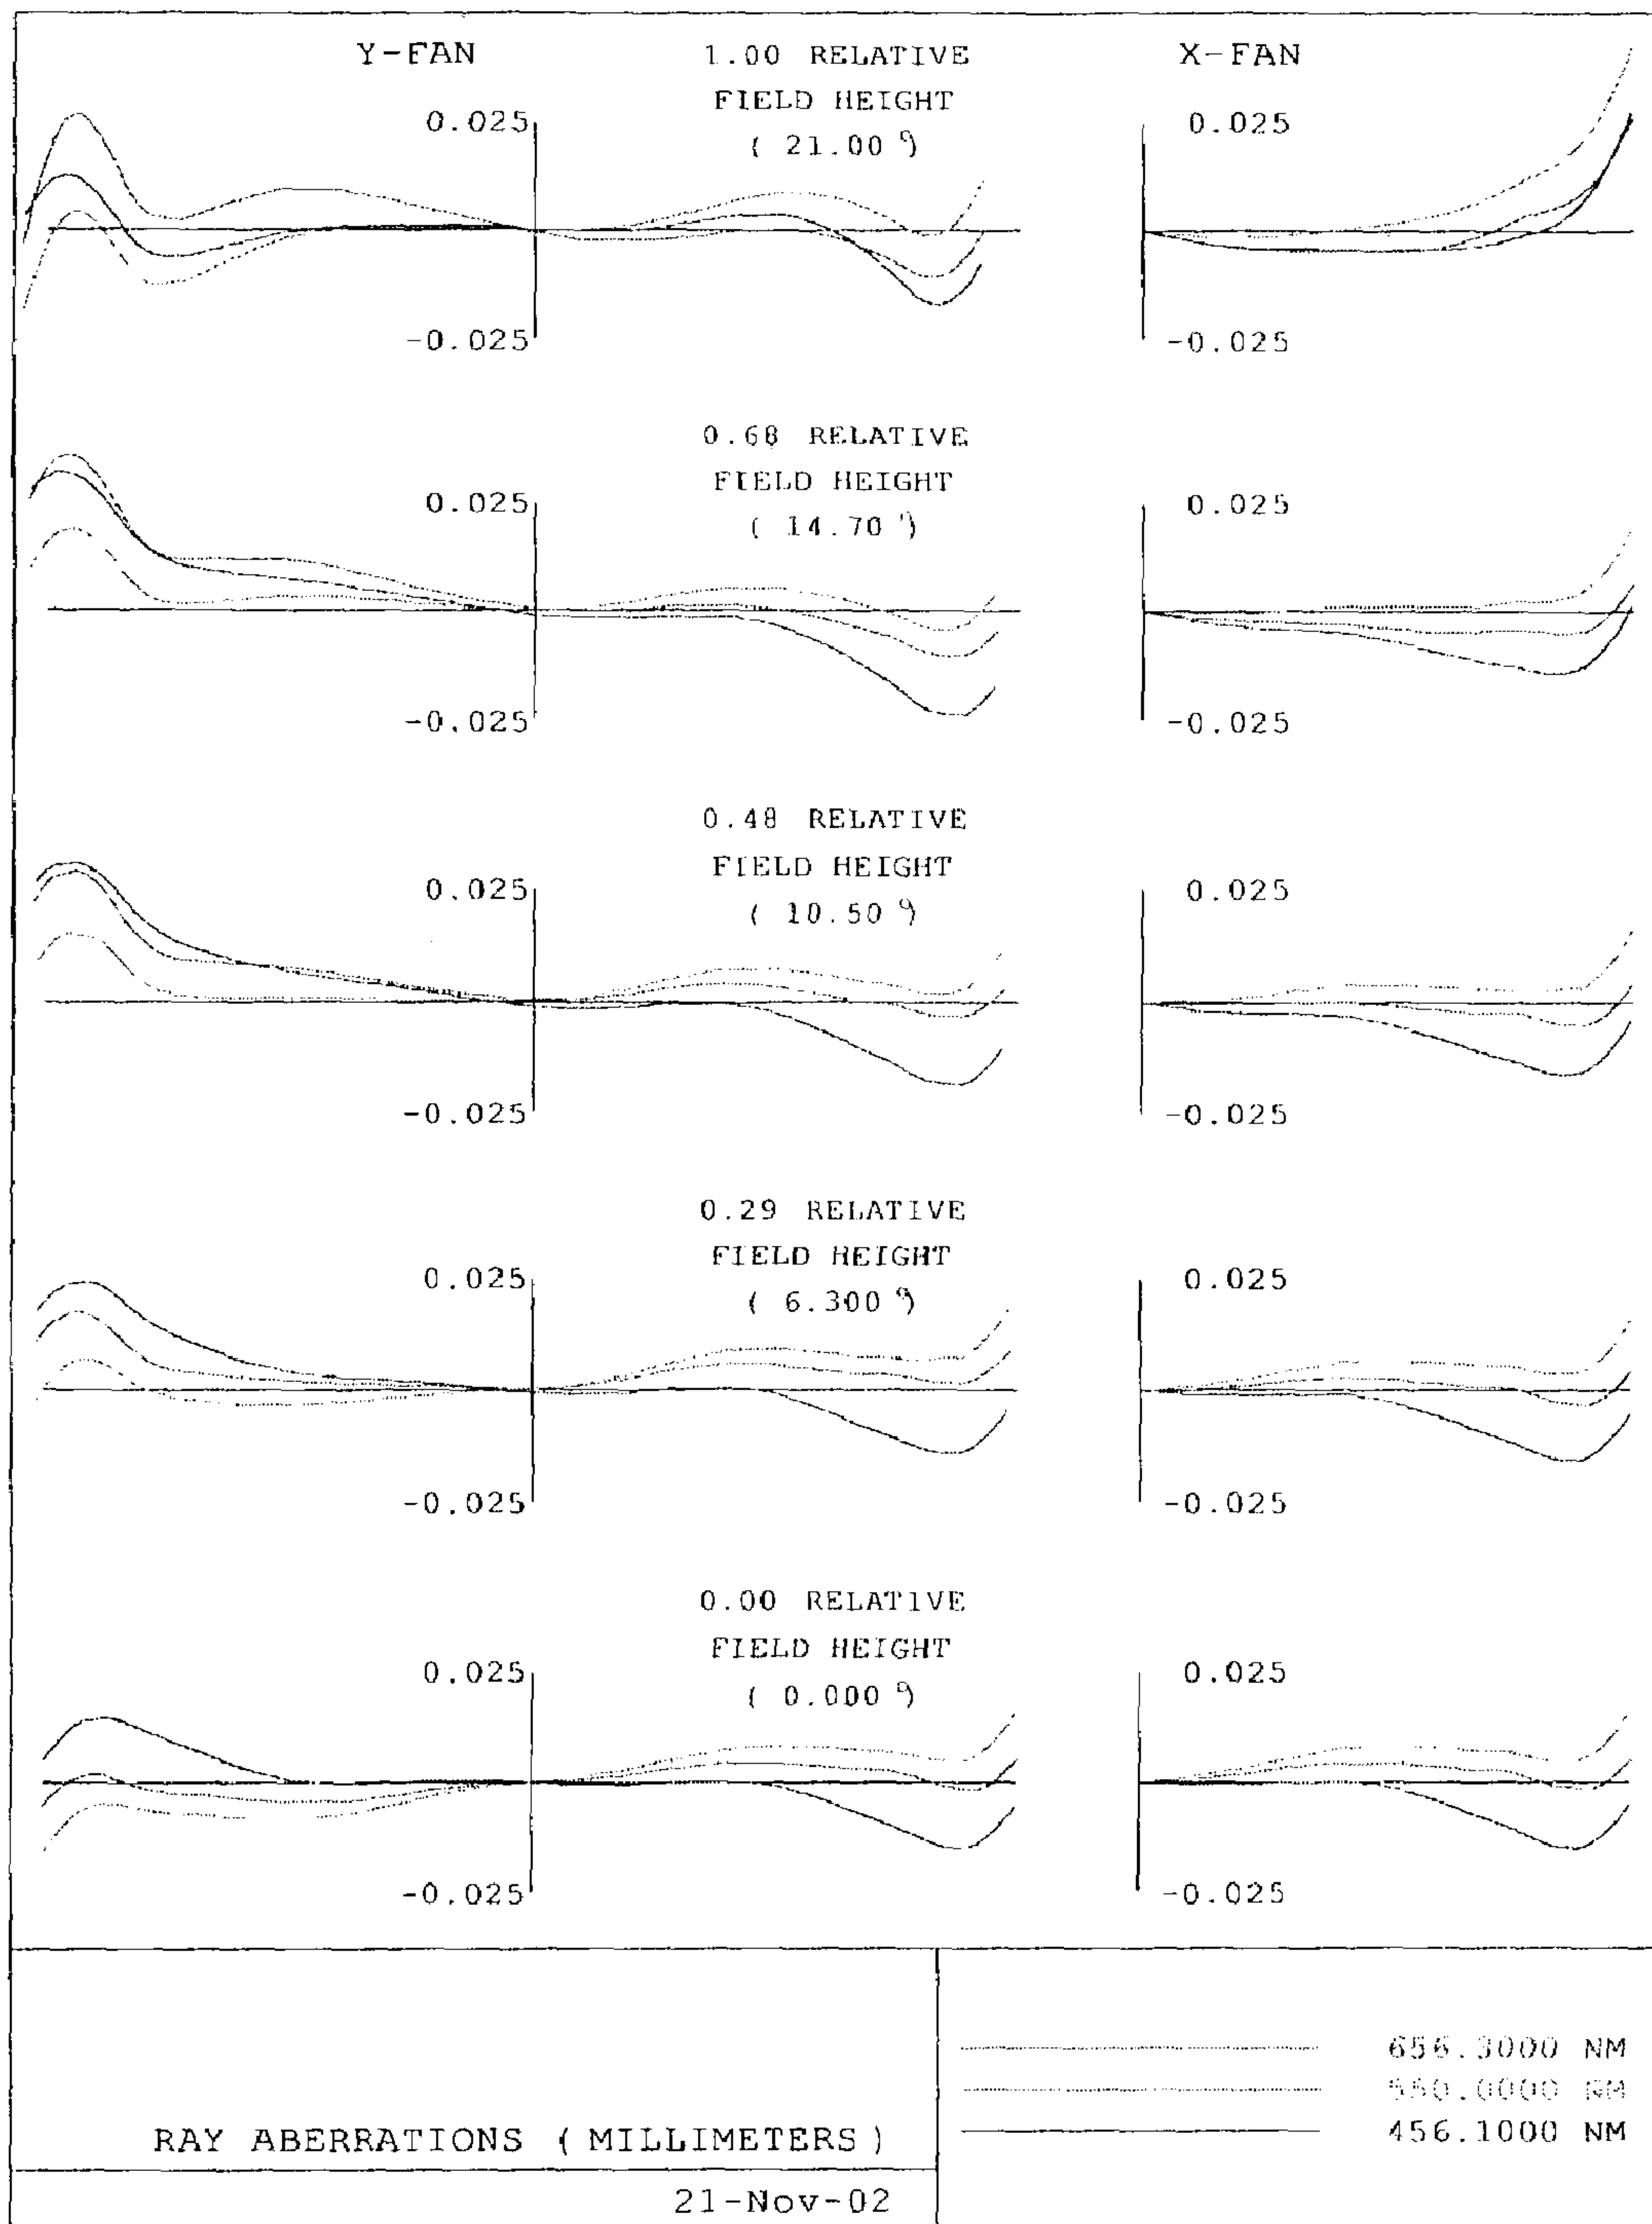 Y-FAN
1.00 RELATIVE
FIELD HEIGHT
( 21.00 °)
X-FAN
0.025
-0.025
0.025
-0.025
0.68 RELATIVE
FIELD HEIGHT
( 14.70 °)
0.025
-0.025
0.025
-0.025
0.48 RELATIVE
FIELD HEIGHT
( 10.50 °)
0.025
-0.025
0.025
-0.025
0.29 RELATIVE
FIELD HEIGHT
( 6.300 °)
0.025
-0.025
0.025
-0.025
0.00 RELATIVE
FIELD HEIGHT
( 0.000 °)
0.025
-0.025
0.025
-0.025
RAY ABERRATIONS ( MILLIMETERS )
21-Nov-02
656.3000 NM
550.0000 NM
456.1000 NM